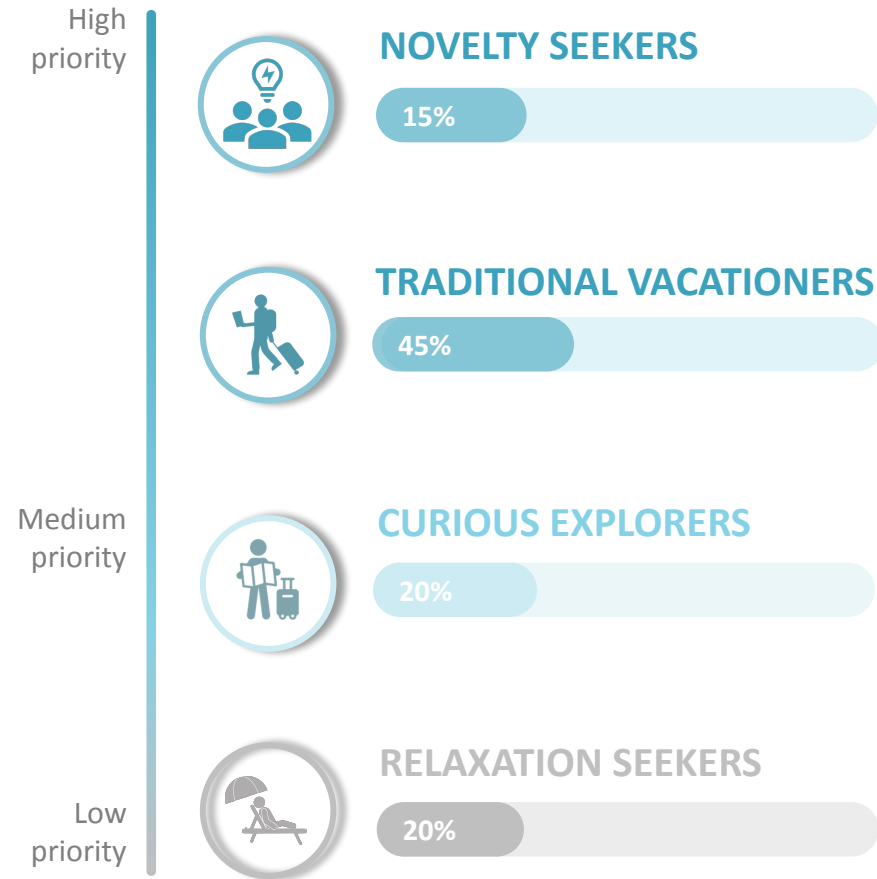 High
priority
NOVELTY SEEKERS
15%
TRADITIONAL VACATIONERS
45%
Medium
priority
CURIOUS EXPLORERS
20%
RELAXATION SEEKERS
Low
priority
20%